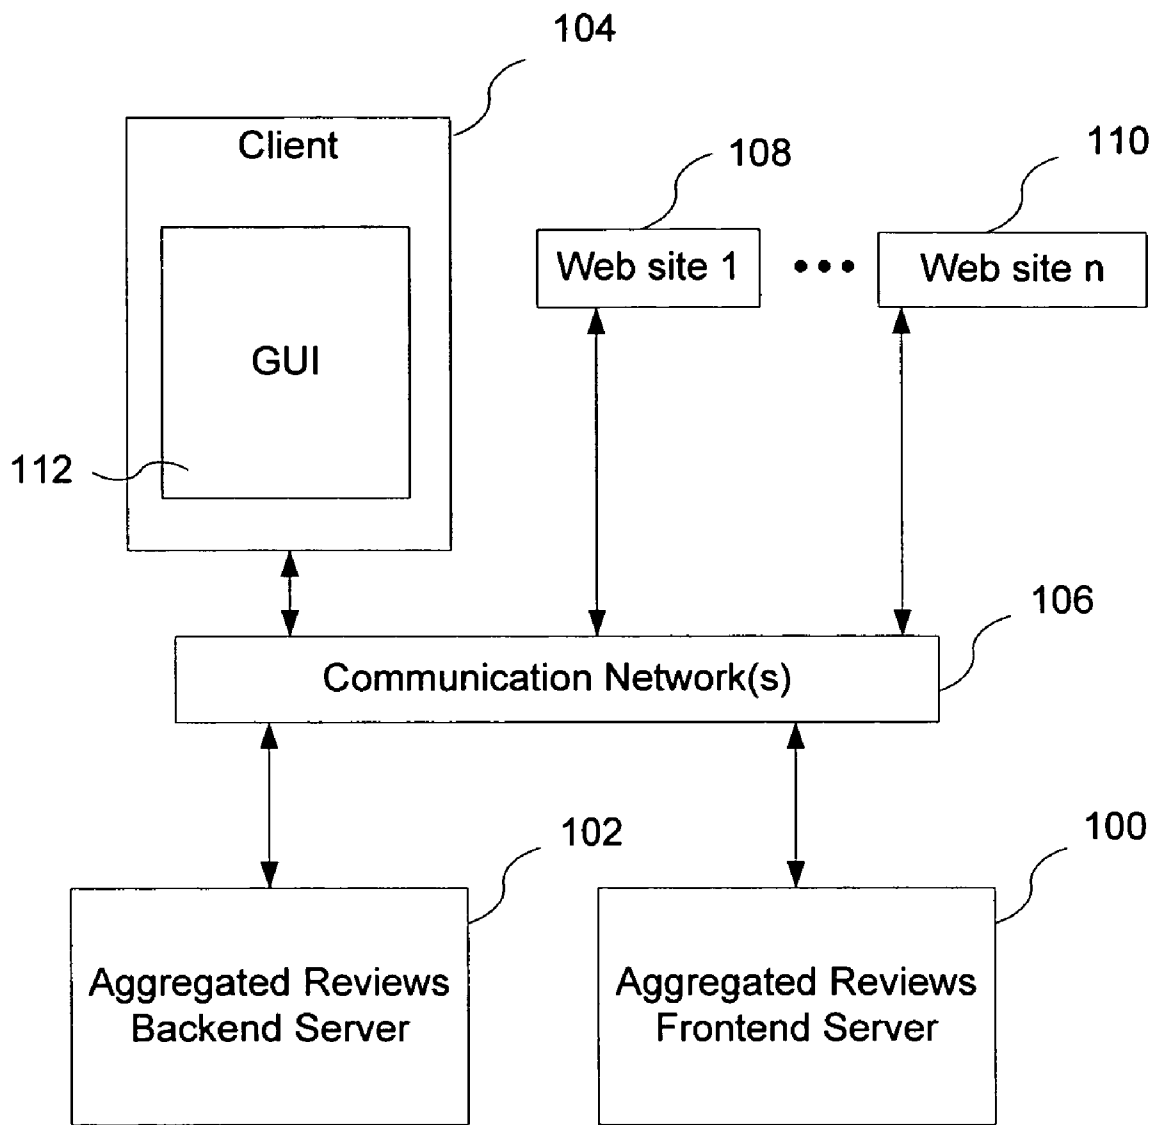 104
Client
108
110
Web site 1
•••
Web site n
GUI
112
106
Communication Network(s)
102
100
Aggregated Reviews
Backend Server
Aggregated Reviews
Frontend Server